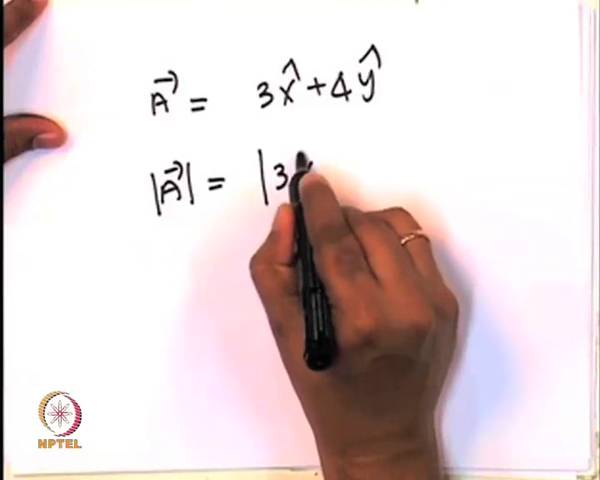 A⃗ = 3x̂ + 4ŷ
|A⃗| = |3
NPTEL